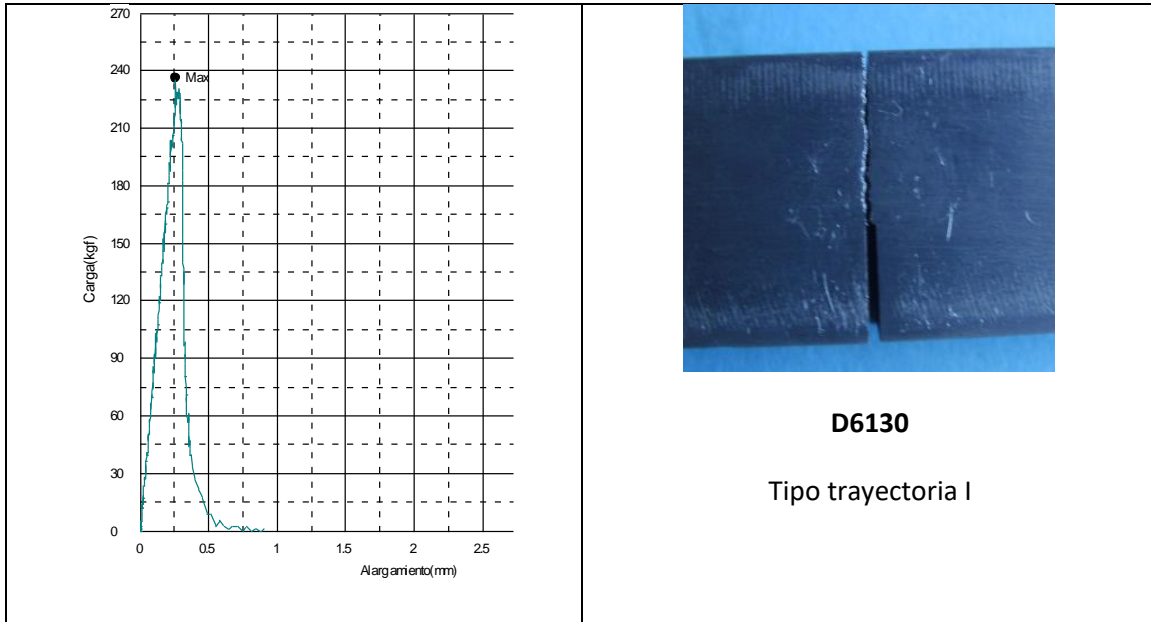 270
240
Max
210
180
150
120
90
60
30
0
Carga(kgf)
0 0.5 1 1.5 2 2.5
Alargamiento(mm)
D6130
Tipo trayectoria I